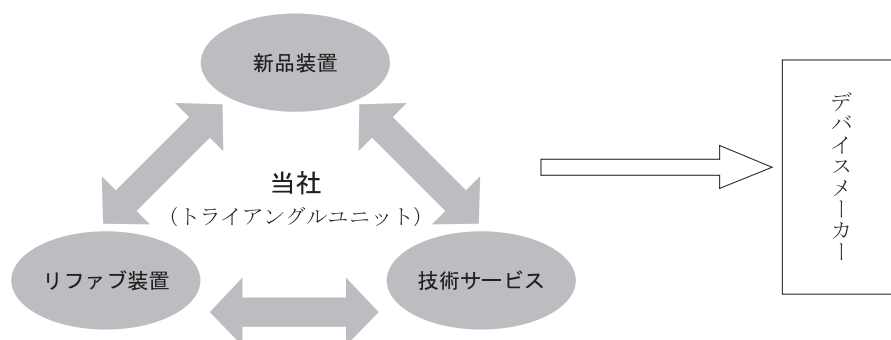 新品装置
当社
（トライアングルユニット）
リファブ装置
技術サービス
デバイスメーカー